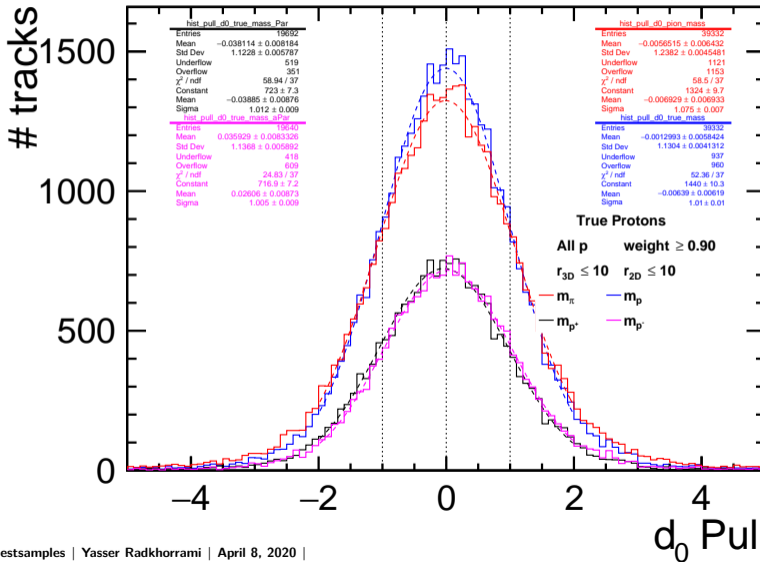 # tracks
1500
1000
500
0
−4
−2
0
2
4
d0 Pul
hist_pull_d0_true_mass_Par
Entries 19692
Mean −0.038114 ± 0.008184
Std Dev 1.1228 ± 0.005787
Underflow 519
Overflow 351
χ² / ndf 58.94 / 37
Constant 723 ± 7.3
Mean −0.03885 ± 0.00876
Sigma 1.012 ± 0.009
hist_pull_d0_true_mass_aPar
Entries 19640
Mean 0.035929 ± 0.0083326
Std Dev 1.1368 ± 0.005892
Underflow 418
Overflow 609
χ² / ndf 24.83 / 37
Constant 716.9 ± 7.2
Mean 0.02606 ± 0.00873
Sigma 1.005 ± 0.009
hist_pull_d0_pion_mass
Entries 39332
Mean −0.0056515 ± 0.006432
Std Dev 1.2382 ± 0.0045481
Underflow 1121
Overflow 1153
χ² / ndf 58.5 / 37
Constant 1324 ± 9.7
Mean −0.006929 ± 0.006933
Sigma 1.075 ± 0.007
hist_pull_d0_true_mass
Entries 39332
Mean −0.0012993 ± 0.0058424
Std Dev 1.1304 ± 0.0041312
Underflow 937
Overflow 960
χ² / ndf 52.36 / 37
Constant 1440 ± 10.3
Mean −0.00639 ± 0.00619
Sigma 1.01 ± 0.01
True Protons
All p weight ≥ 0.90
r3D ≤ 10 r2D ≤ 10
mπ mp
mp+ mp-
estsamples | Yasser Radkhorrami | April 8, 2020 |